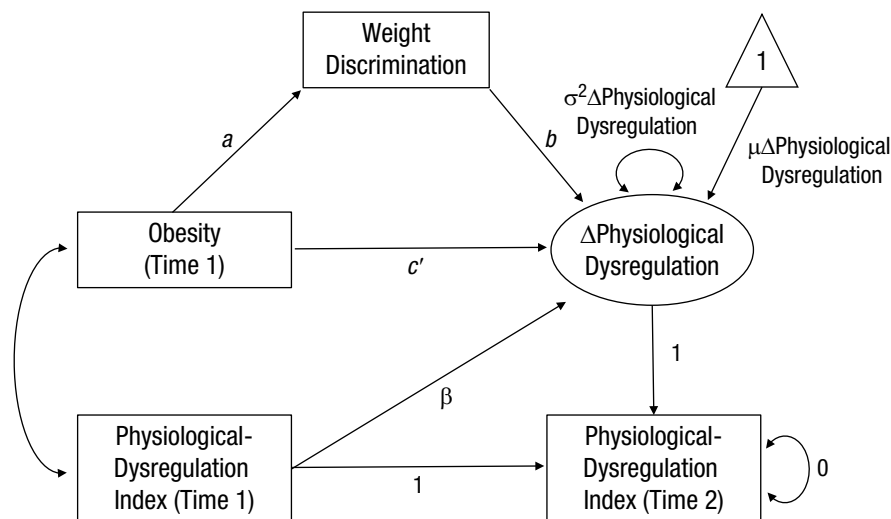 Weight
Discrimination
1
σ²ΔPhysiological
Dysregulation
a
b
μΔPhysiological
Dysregulation
Obesity
(Time 1)
c′
ΔPhysiological
Dysregulation
1
β
Physiological-
Dysregulation
Index (Time 1)
1
Physiological-
Dysregulation
Index (Time 2)
0